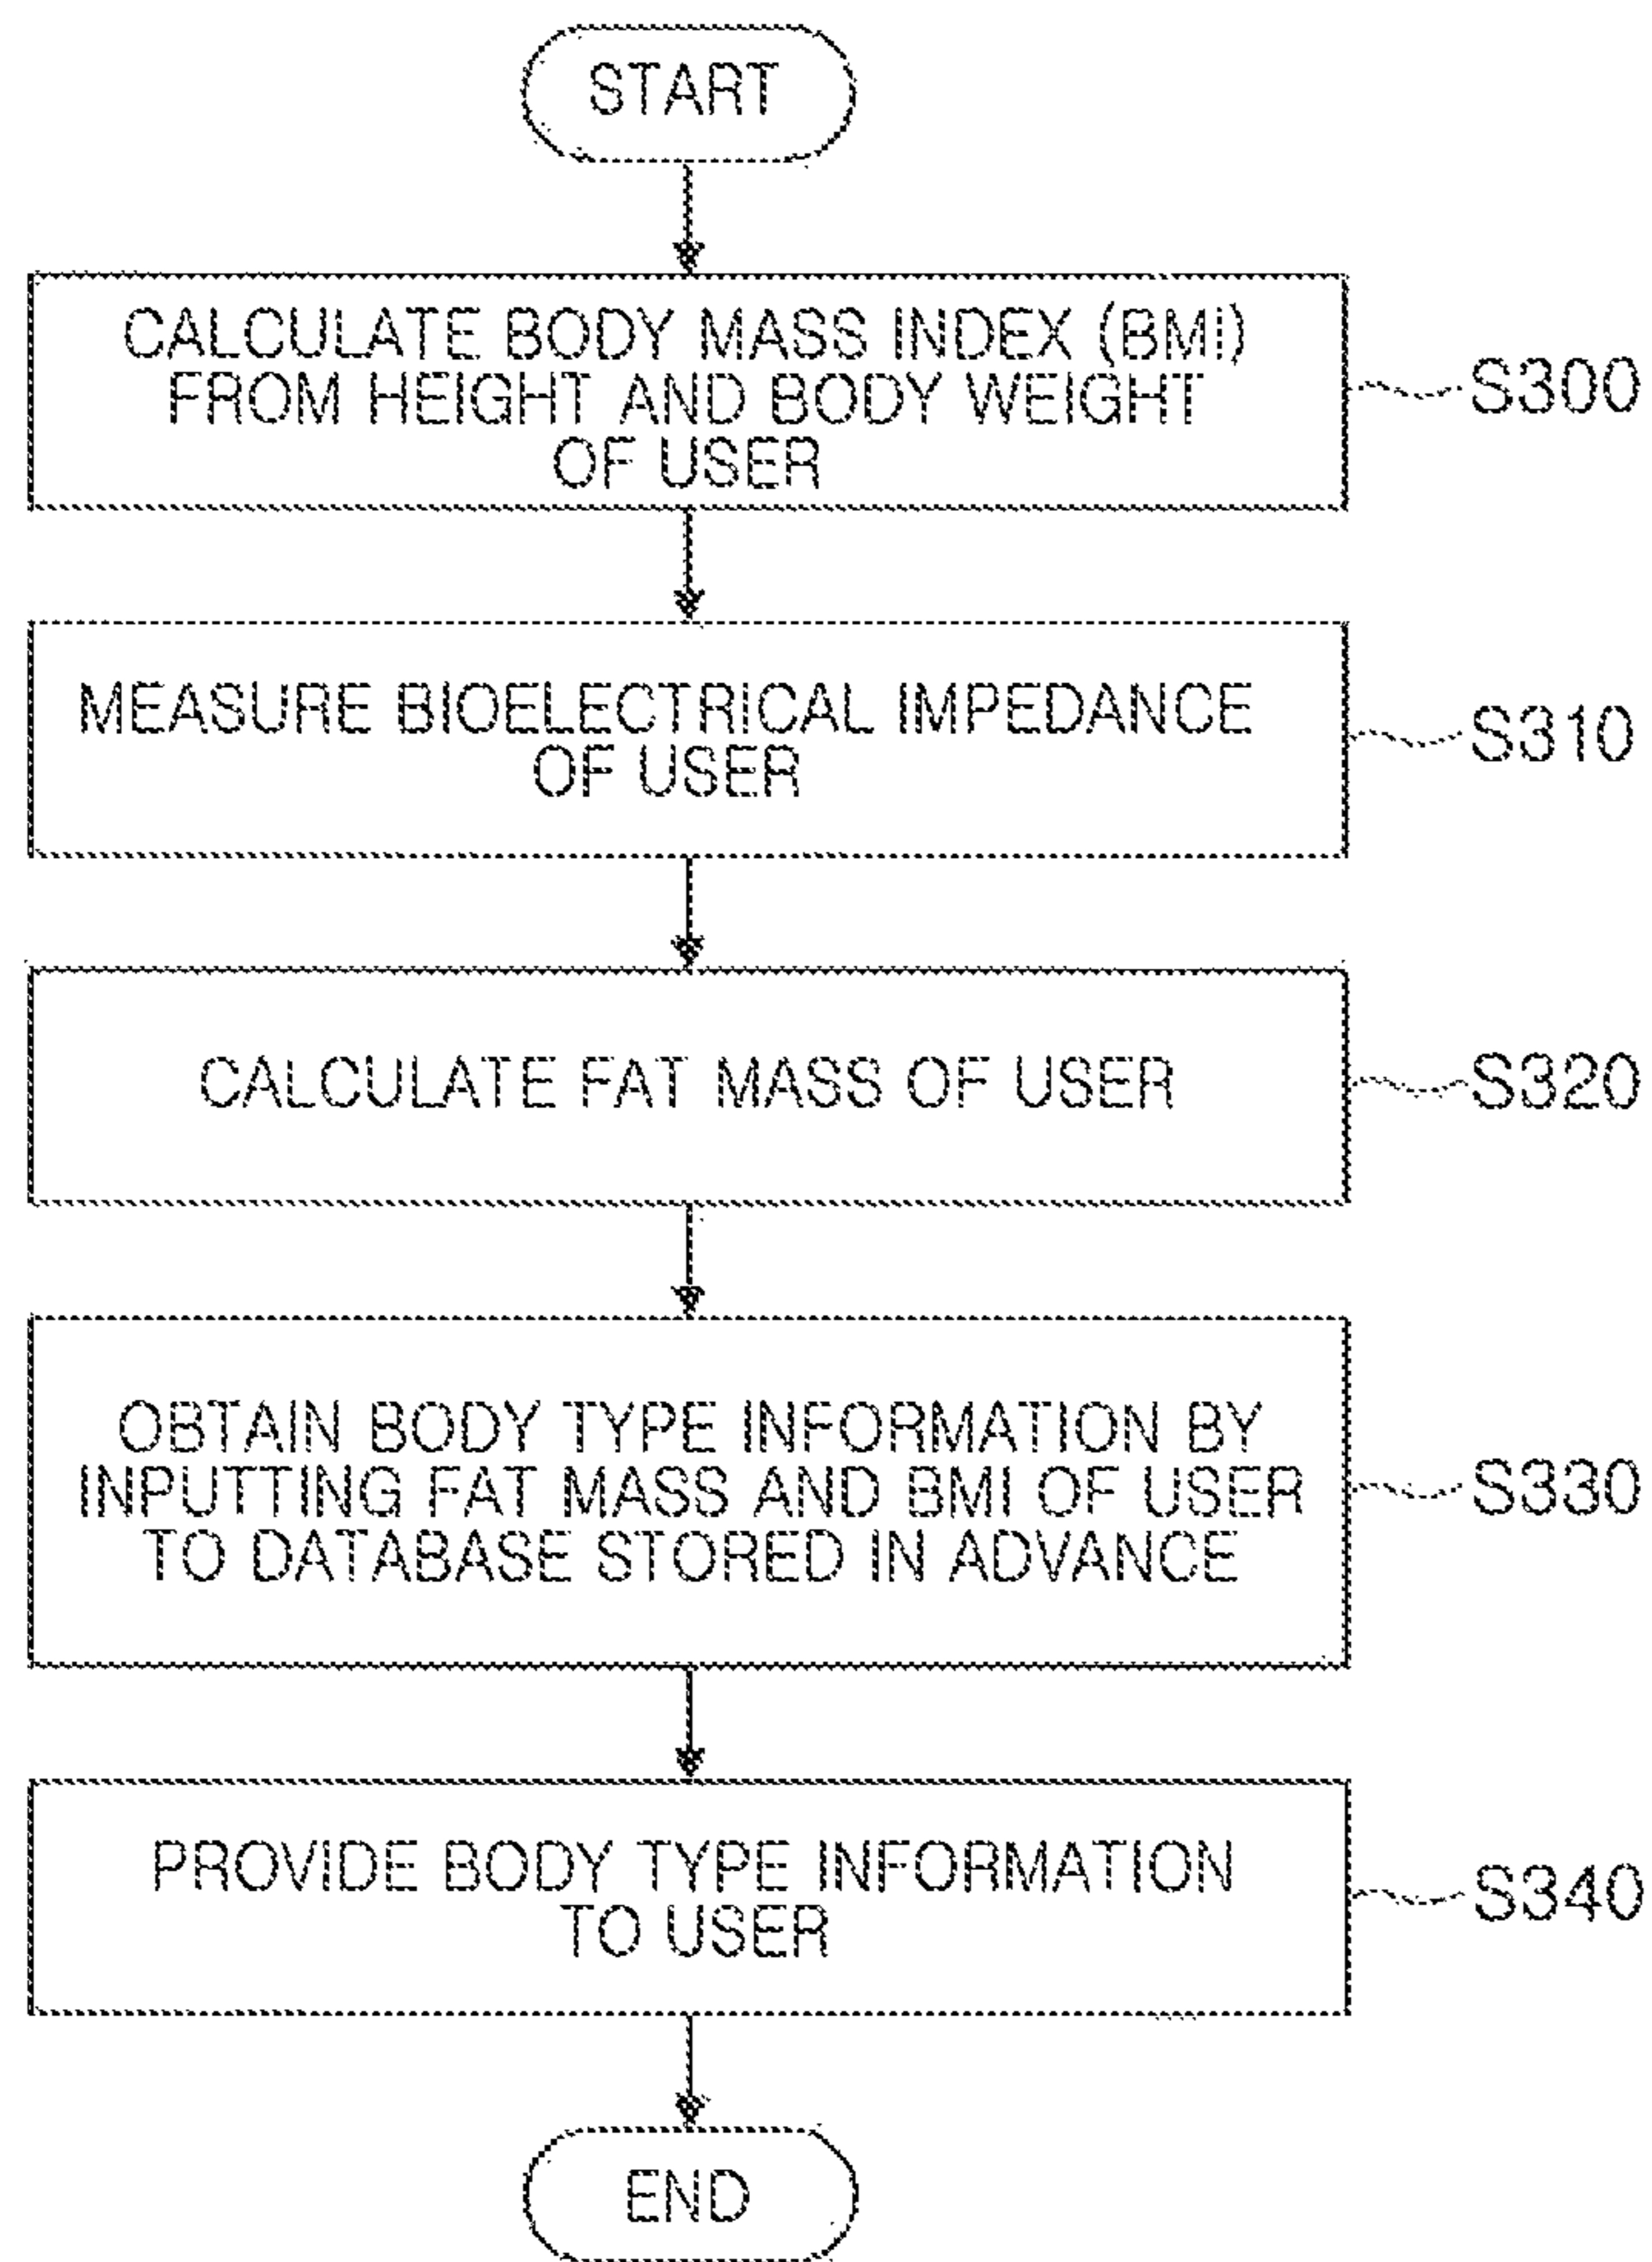 START
CALCULATE BODY MASS INDEX (BMI)
FROM HEIGHT AND BODY WEIGHT
OF USER
S300
MEASURE BIOELECTRICAL IMPEDANCE
OF USER
S310
CALCULATE FAT MASS OF USER
S320
OBTAIN BODY TYPE INFORMATION BY
INPUTTING FAT MASS AND BMI OF USER
TO DATABASE STORED IN ADVANCE
S330
PROVIDE BODY TYPE INFORMATION
TO USER
S340
END